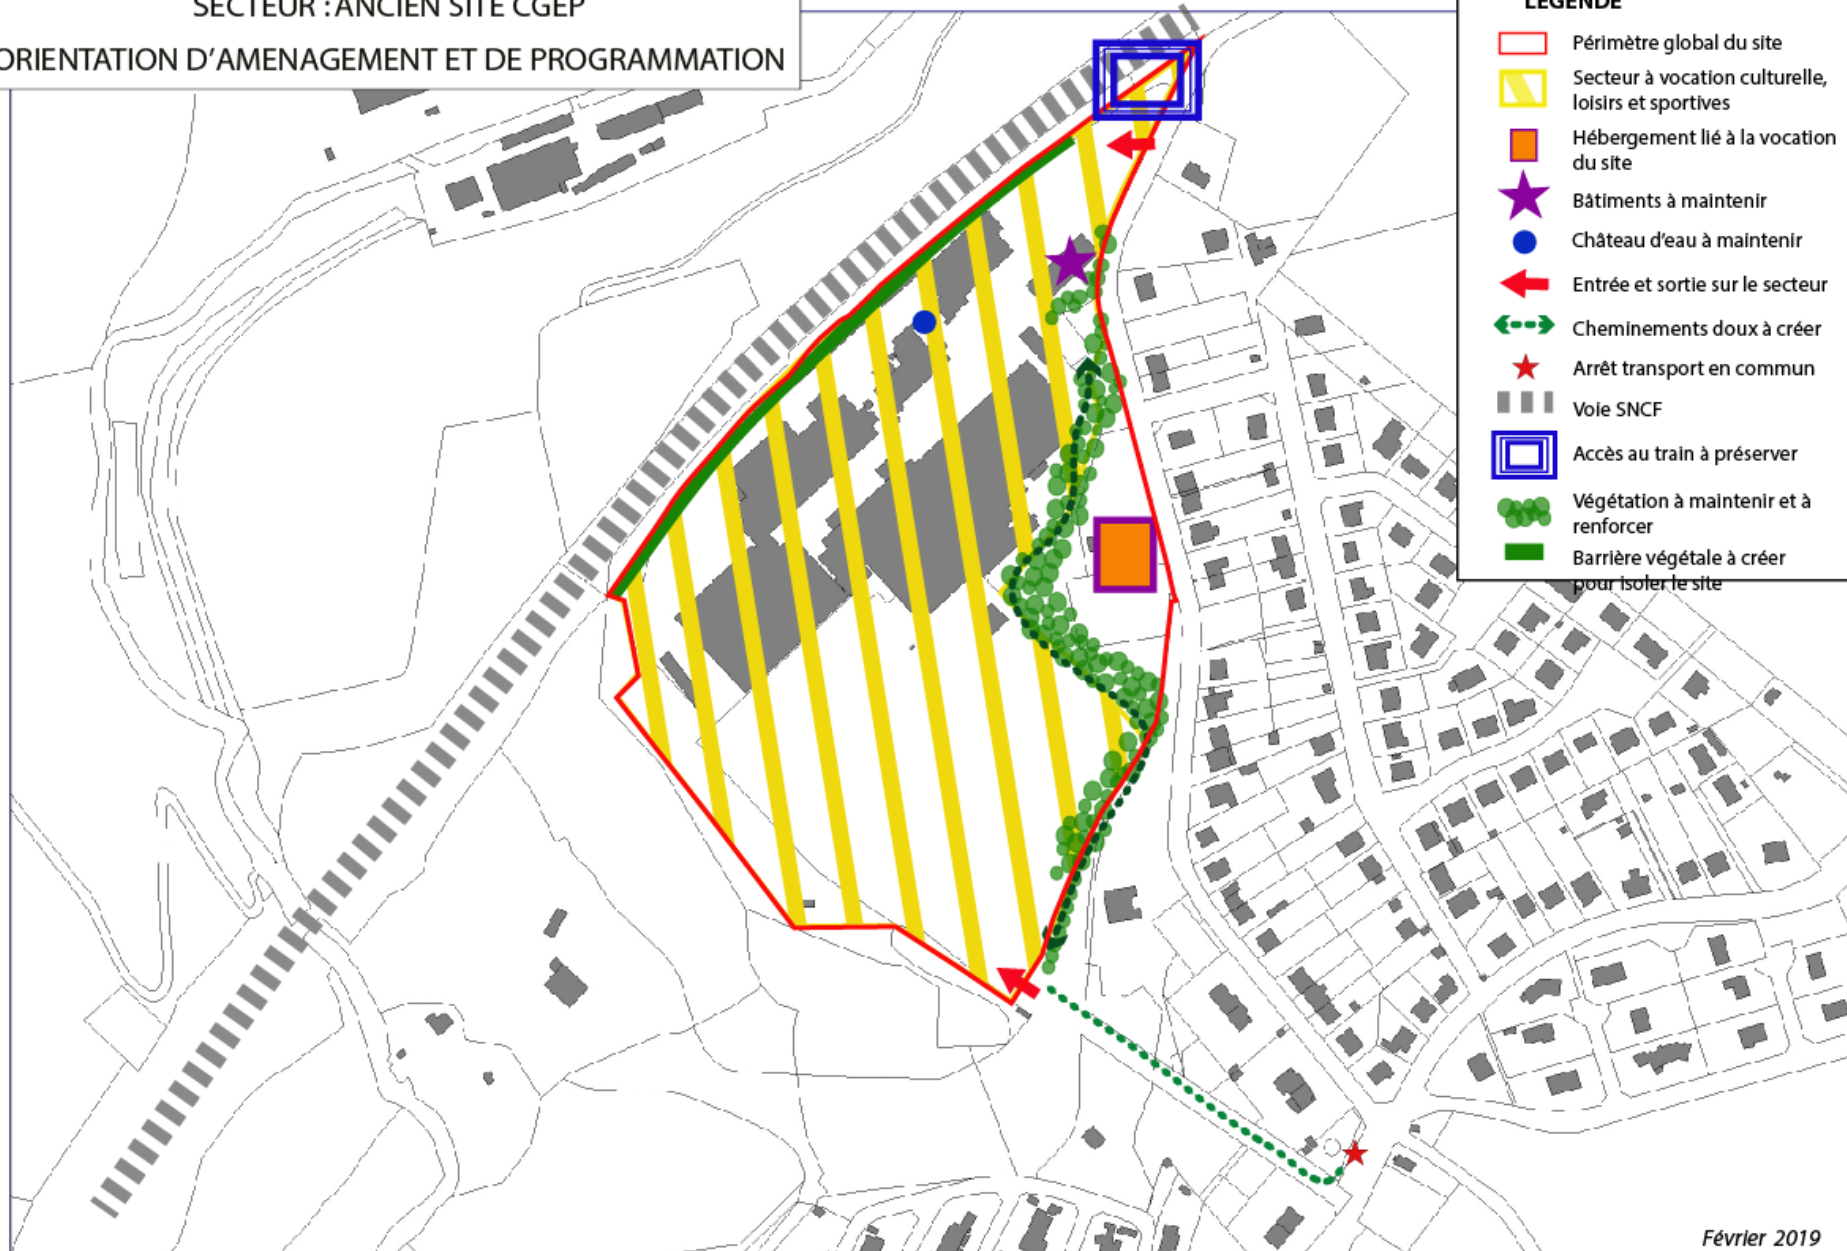 SECTEUR : ANCIEN SITE CGEP
ORIENTATION D'AMENAGEMENT ET DE PROGRAMMATION
LEGENDE
Périmètre global du site
Secteur à vocation culturelle,
loisirs et sportives
Hébergement lié à la vocation
du site
Bâtiments à maintenir
Château d'eau à maintenir
Entrée et sortie sur le secteur
Cheminements doux à créer
Arrêt transport en commun
Voie SNCF
Accès au train à préserver
Végétation à maintenir et à
renforcer
Barrière végétale à créer
pour isoler le site
Février 2019